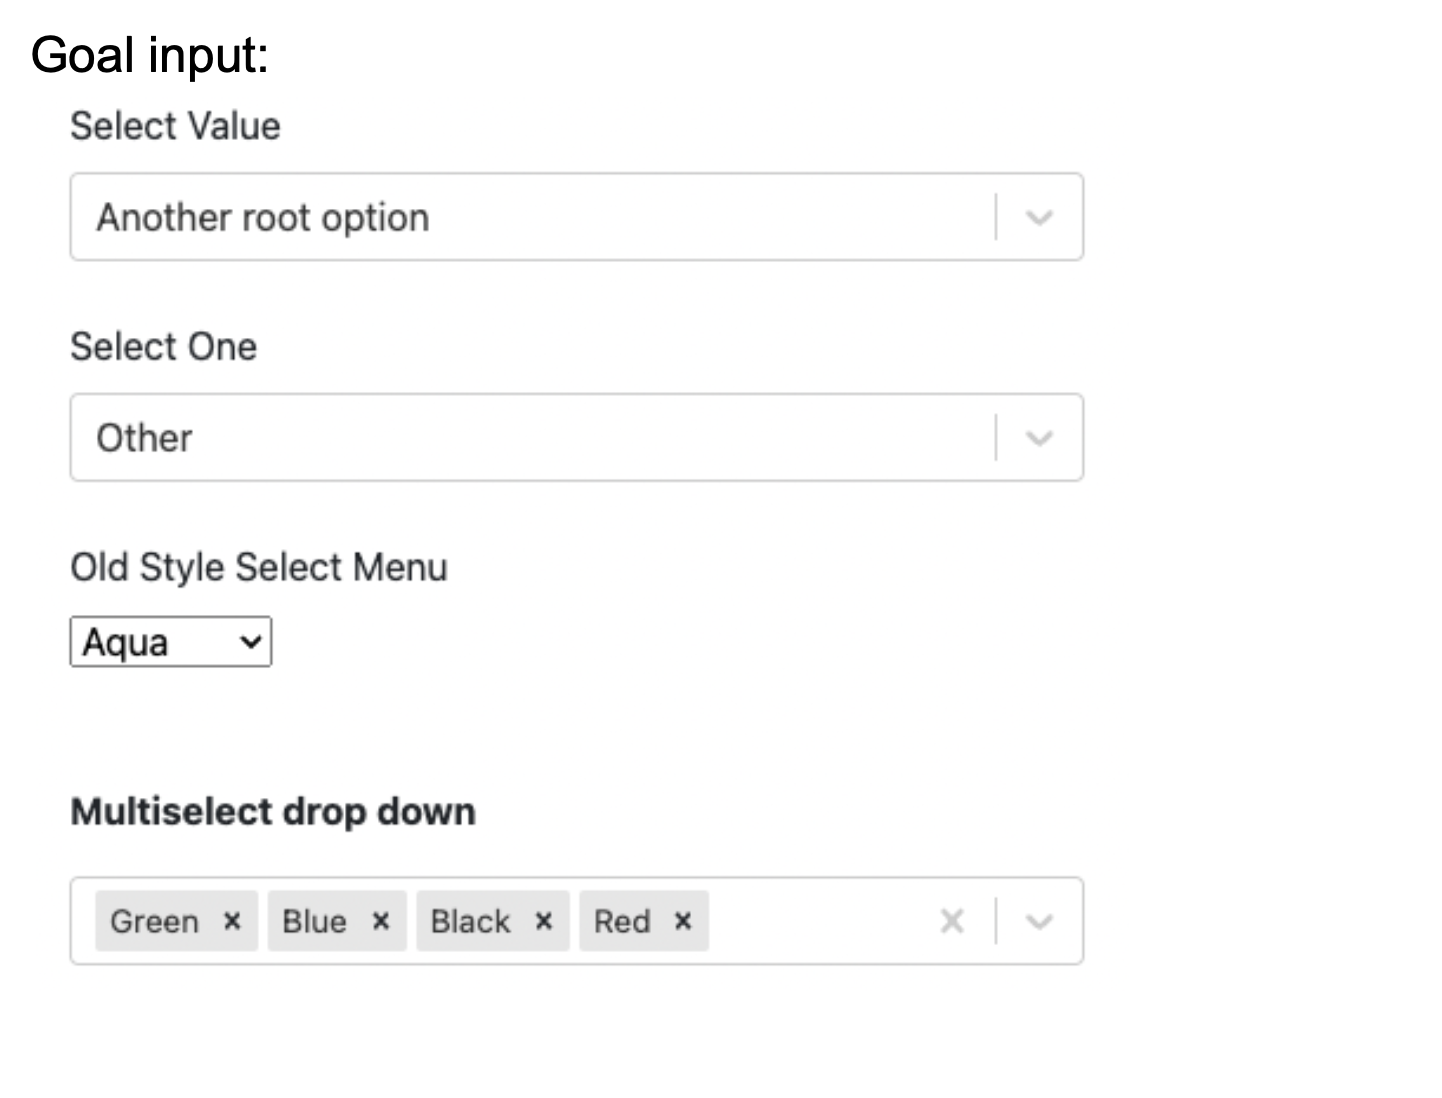 Goal input:
Select Value
Another root option
Select One
Other
Old Style Select Menu
Aqua
Multiselect drop down
Green × Blue × Black × Red ×